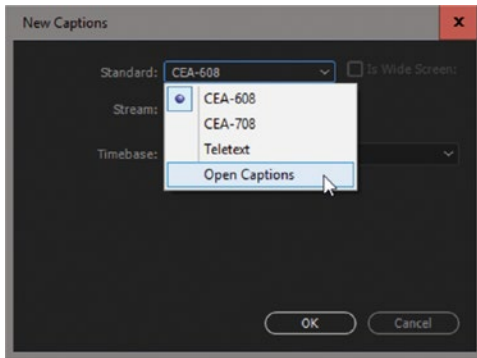 New Captions
x
Standard: CEA-608
Is Wide Screen:
CEA-608
Stream:
CEA-708
Teletext
Timebase:
Open Captions
OK
Cancel